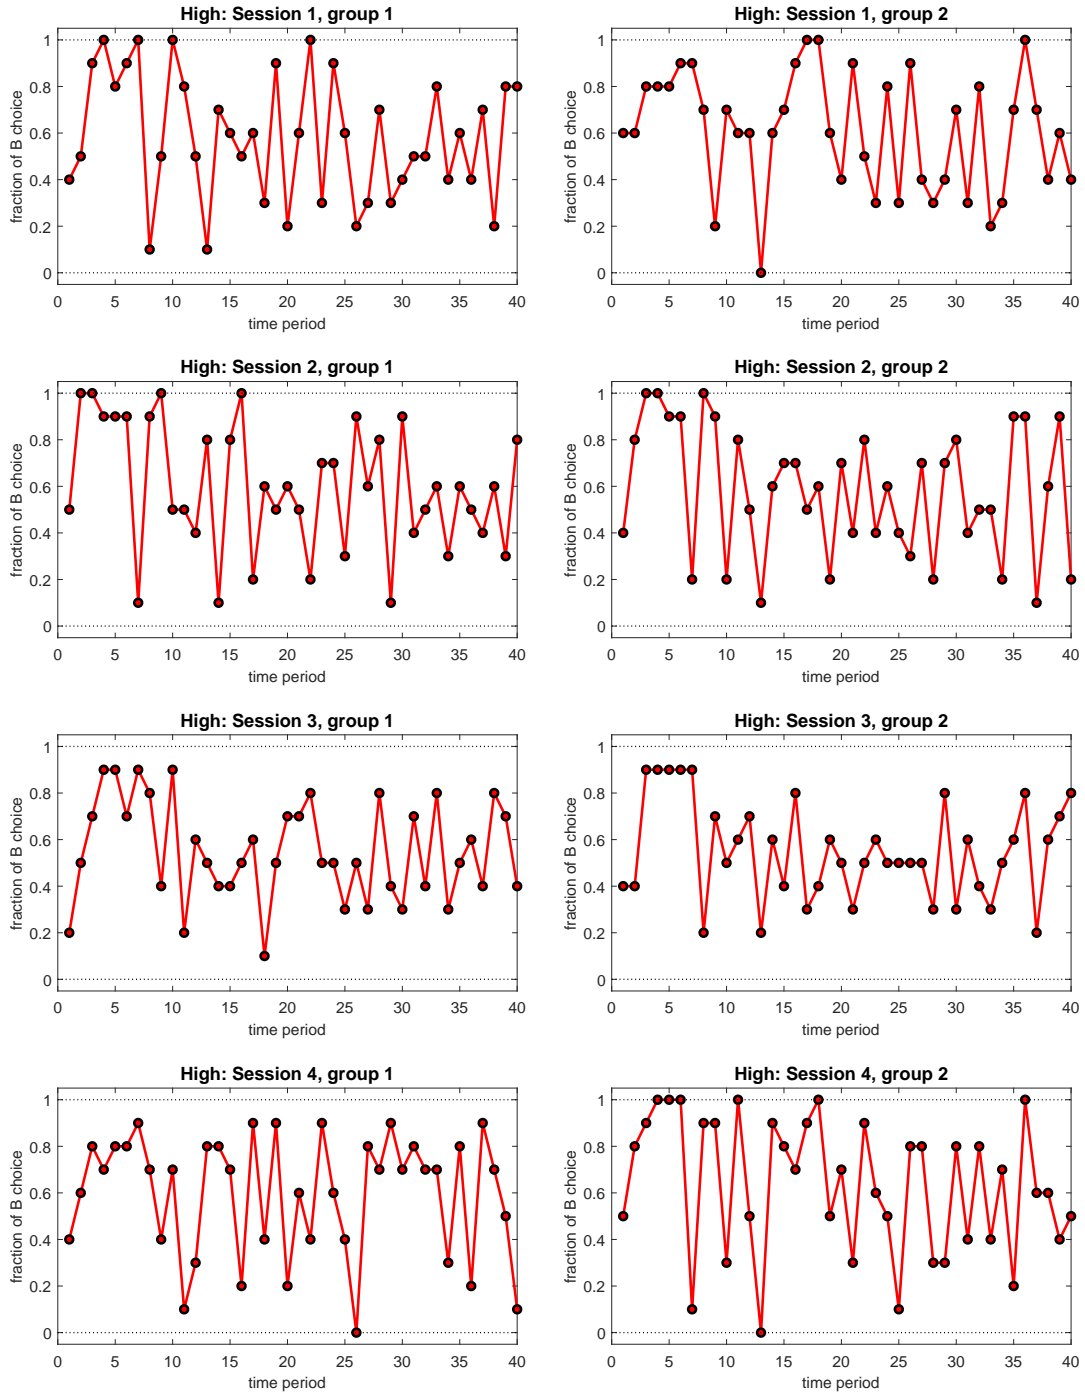 High: Session 1, group 1
fraction of B choice
1
0.8
0.6
0.4
0.2
0
0 5 10 15 20 25 30 35 40
time period
High: Session 1, group 2
fraction of B choice
1
0.8
0.6
0.4
0.2
0
0 5 10 15 20 25 30 35 40
time period
High: Session 2, group 1
fraction of B choice
1
0.8
0.6
0.4
0.2
0
0 5 10 15 20 25 30 35 40
time period
High: Session 2, group 2
fraction of B choice
1
0.8
0.6
0.4
0.2
0
0 5 10 15 20 25 30 35 40
time period
High: Session 3, group 1
fraction of B choice
1
0.8
0.6
0.4
0.2
0
0 5 10 15 20 25 30 35 40
time period
High: Session 3, group 2
fraction of B choice
1
0.8
0.6
0.4
0.2
0
0 5 10 15 20 25 30 35 40
time period
High: Session 4, group 1
fraction of B choice
1
0.8
0.6
0.4
0.2
0
0 5 10 15 20 25 30 35 40
time period
High: Session 4, group 2
fraction of B choice
1
0.8
0.6
0.4
0.2
0
0 5 10 15 20 25 30 35 40
time period